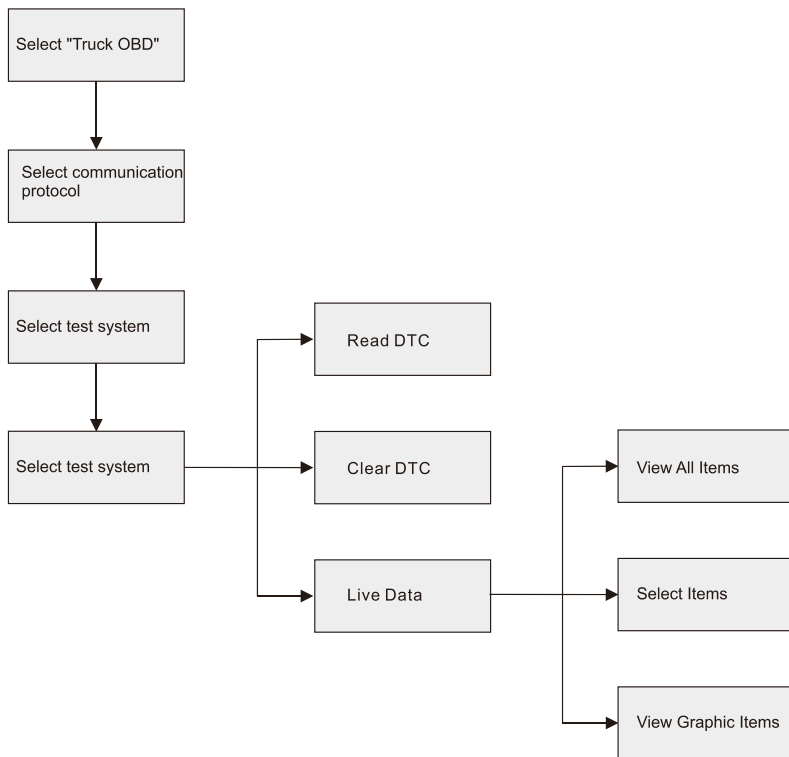 Select "Truck OBD"
Select communication
protocol
Select test system
Select test system
Read DTC
Clear DTC
Live Data
View All Items
Select Items
View Graphic Items